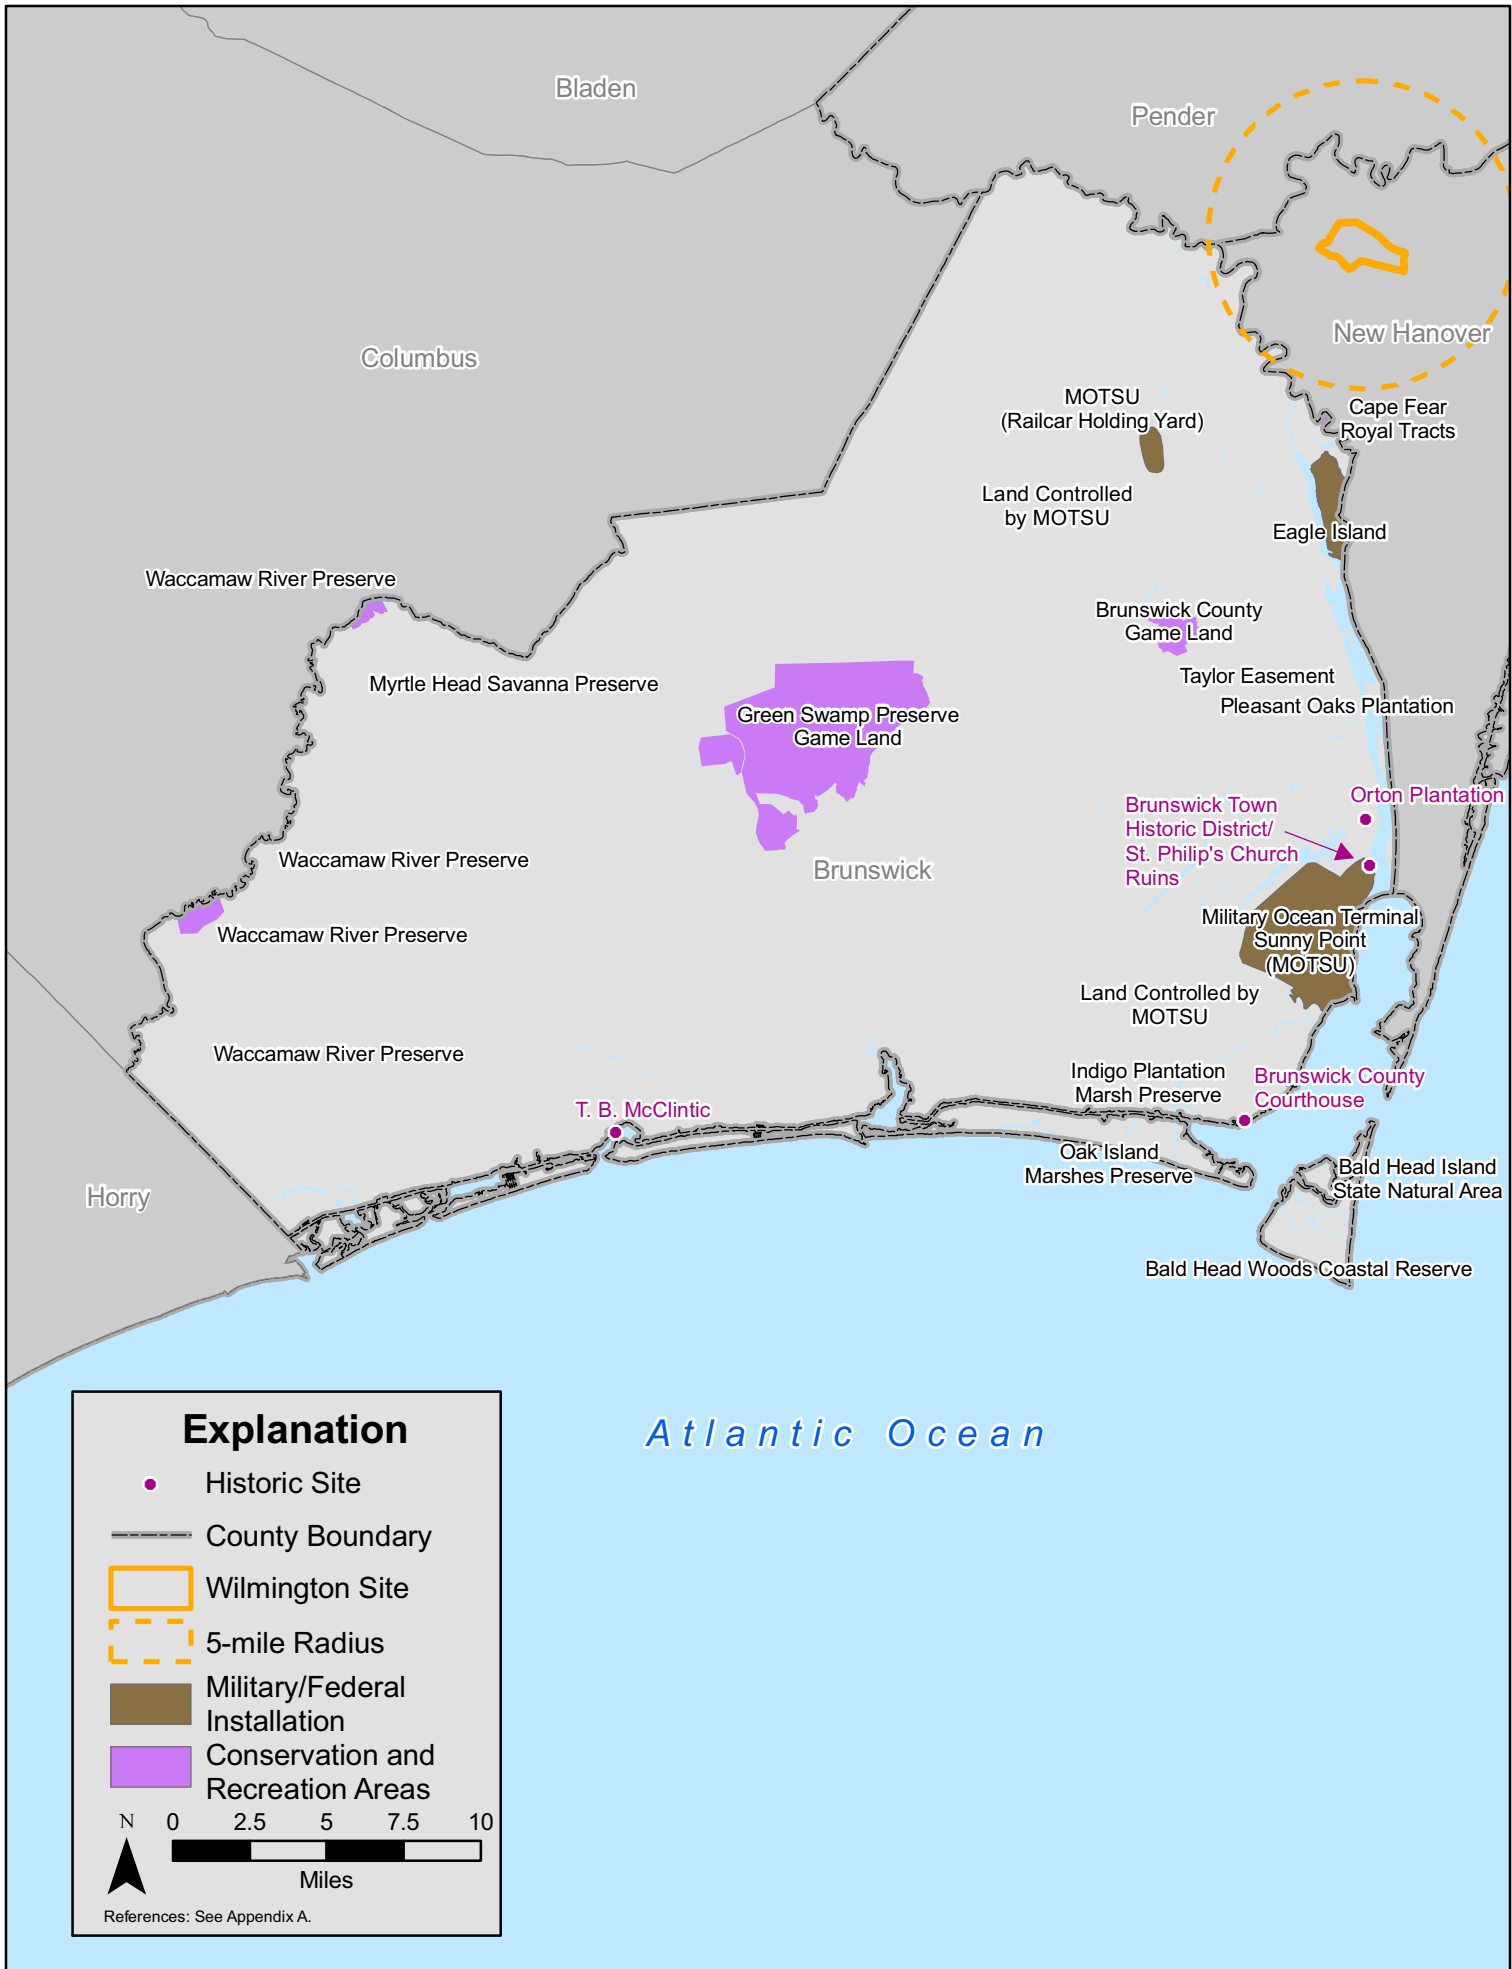 Bladen
Pender
New Hanover
Columbus
MOTSU
(Railcar Holding Yard)
Cape Fear
Royal Tracts
Land Controlled
by MOTSU
Eagle Island
Waccamaw River Preserve
Brunswick County
Game Land
Myrtle Head Savanna Preserve
Taylor Easement
Pleasant Oaks Plantation
Green Swamp Preserve
Game Land
Orton Plantation
Brunswick Town
Historic District/
St. Philip's Church
Ruins
Waccamaw River Preserve
Brunswick
Military Ocean Terminal
Sunny Point
(MOTSU)
Waccamaw River Preserve
Land Controlled by
MOTSU
Waccamaw River Preserve
Indigo Plantation
Marsh Preserve
Brunswick County
Courthouse
T. B. McClintic
Oak Island
Marshes Preserve
Bald Head Island
State Natural Area
Horry
Bald Head Woods Coastal Reserve
Atlantic Ocean
Explanation
Historic Site
County Boundary
Wilmington Site
5-mile Radius
Military/Federal
Installation
Conservation and
Recreation Areas
N
0 2.5 5 7.5 10
Miles
References: See Appendix A.